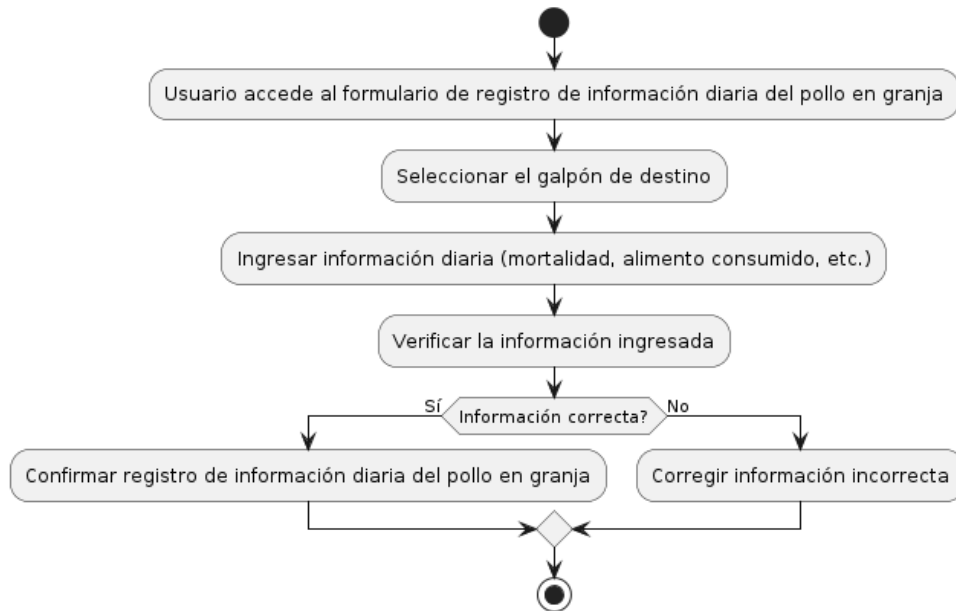 Usuario accede al formulario de registro de información diaria del pollo en granja
Seleccionar el galpón de destino
Ingresar información diaria (mortalidad, alimento consumido, etc.)
Verificar la información ingresada
Sí
Información correcta?
No
Confirmar registro de información diaria del pollo en granja
Corregir información incorrecta